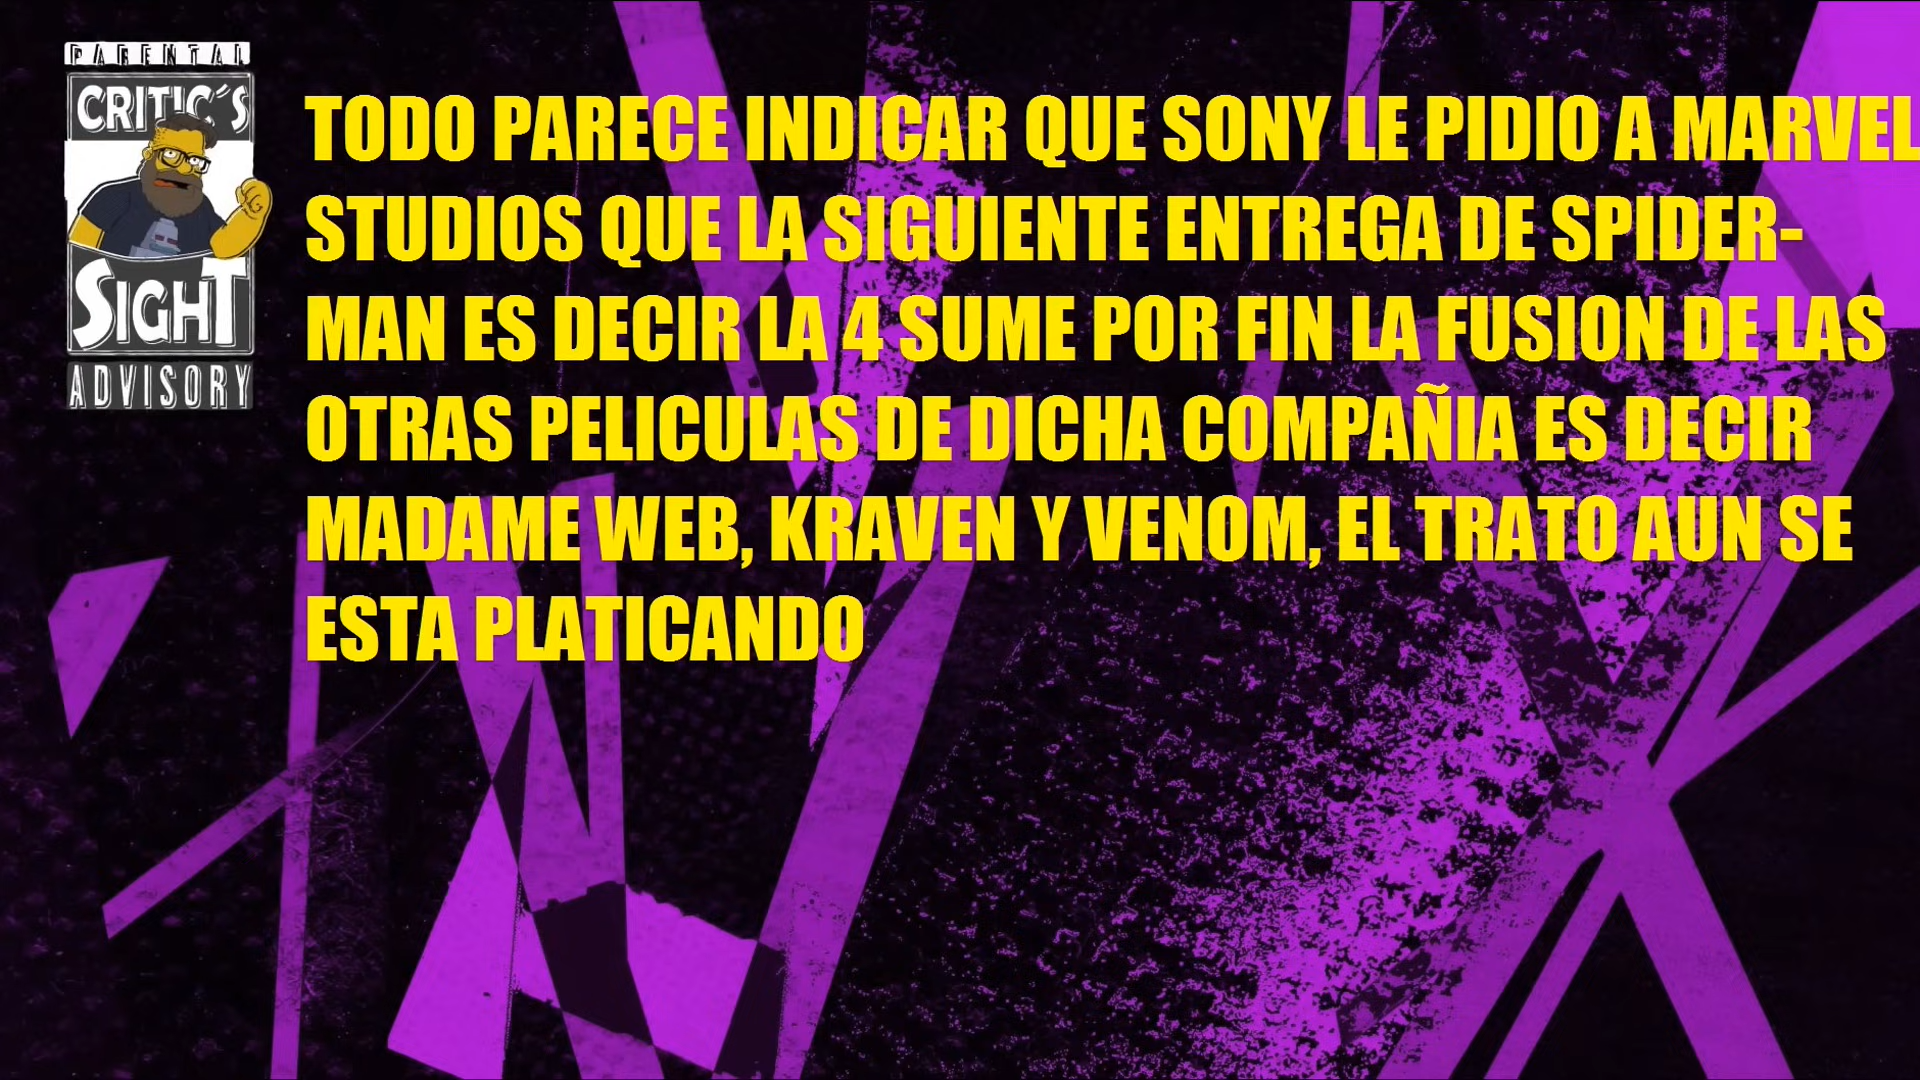 PARENTAL
CRITIC´S
SIGHT
ADVISORY
TODO PARECE INDICAR QUE SONY LE PIDIO A MARVEL
STUDIOS QUE LA SIGUIENTE ENTREGA DE SPIDER-
MAN ES DECIR LA 4 SUME POR FIN LA FUSION DE LAS
OTRAS PELICULAS DE DICHA COMPAÑIA ES DECIR
MADAME WEB, KRAVEN Y VENOM, EL TRATO AUN SE
ESTA PLATICANDO